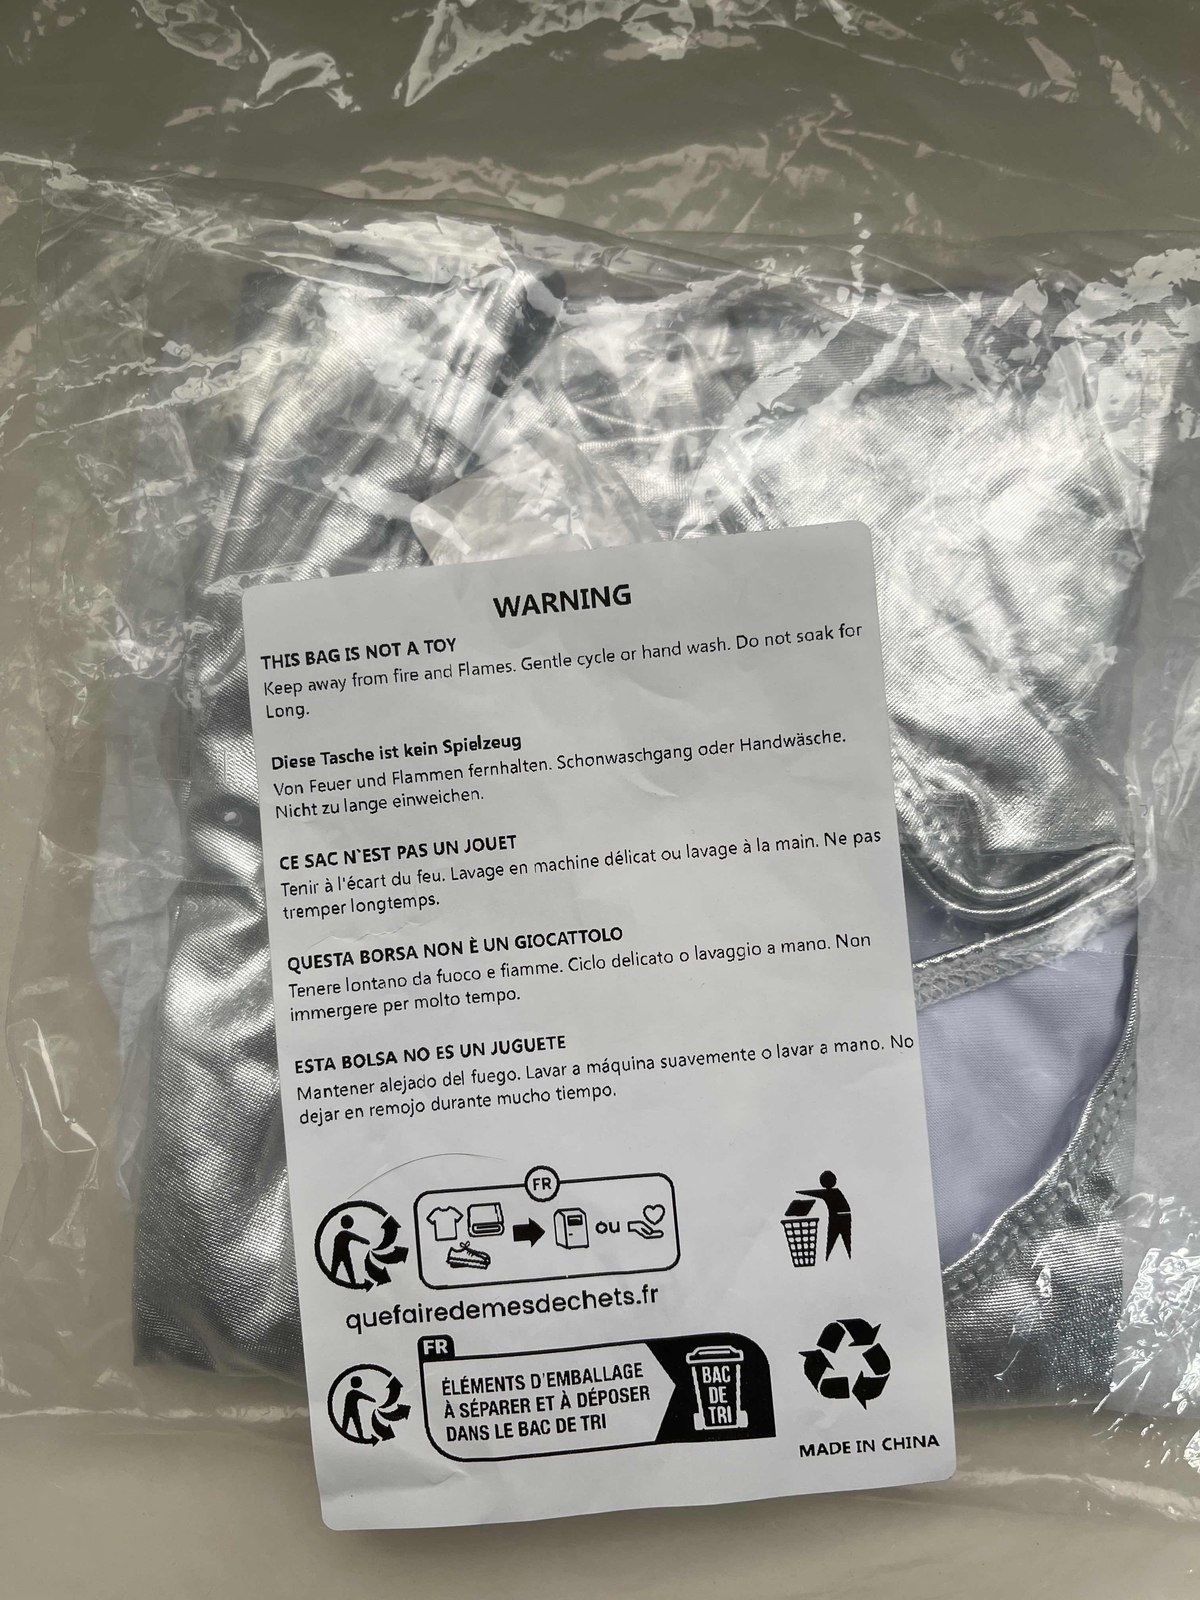 WARNING
THIS BAG IS NOT A TOY
Keep away from fire and Flames. Gentle cycle or hand wash. Do not soak for
Long.
Diese Tasche ist kein Spielzeug
Von Feuer und Flammen fernhalten. Schonwaschgang oder Handwäsche.
Nicht zu lange einweichen.
CE SAC N`EST PAS UN JOUET
Tenir à l'écart du feu. Lavage en machine délicat ou lavage à la main. Ne pas
tremper longtemps.
QUESTA BORSA NON È UN GIOCATTOLO
Tenere lontano da fuoco e fiamme. Ciclo delicato o lavaggio a mano. Non
immergere per molto tempo.
ESTA BOLSA NO ES UN JUGUETE
Mantener alejado del fuego. Lavar a máquina suavemente o lavar a mano. No
dejar en remojo durante mucho tiempo.
FR
ou
quefairedemesdechets.fr
FR
ÉLÉMENTS D'EMBALLAGE
À SÉPARER ET À DÉPOSER
DANS LE BAC DE TRI
BAC
DE
TRI
MADE IN CHINA